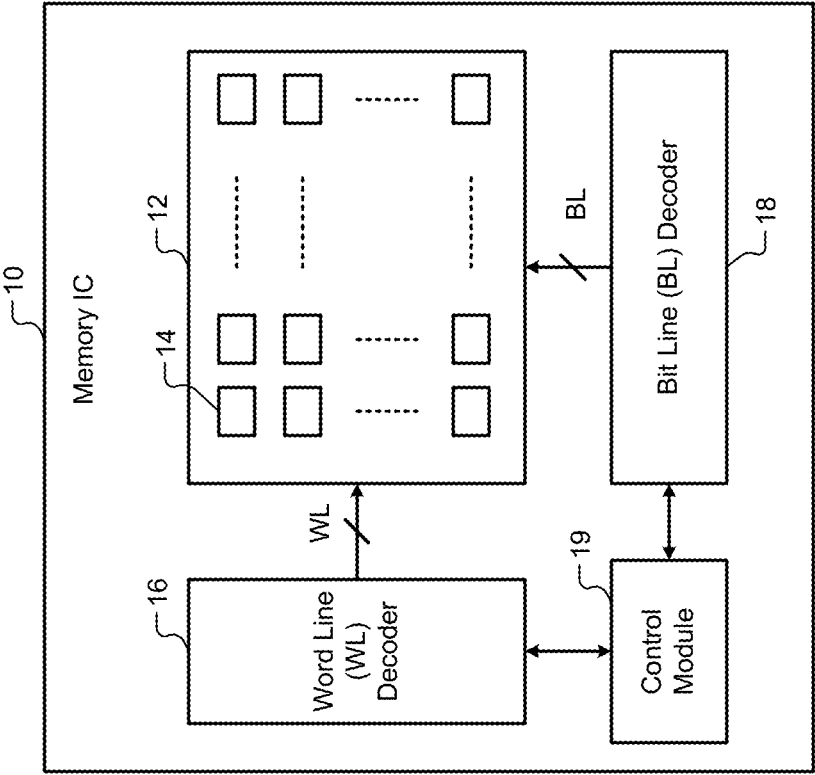 10
Memory IC
12
14
16
Word Line
(WL)
Decoder
WL
BL
19
Control
Module
Bit Line (BL) Decoder
18